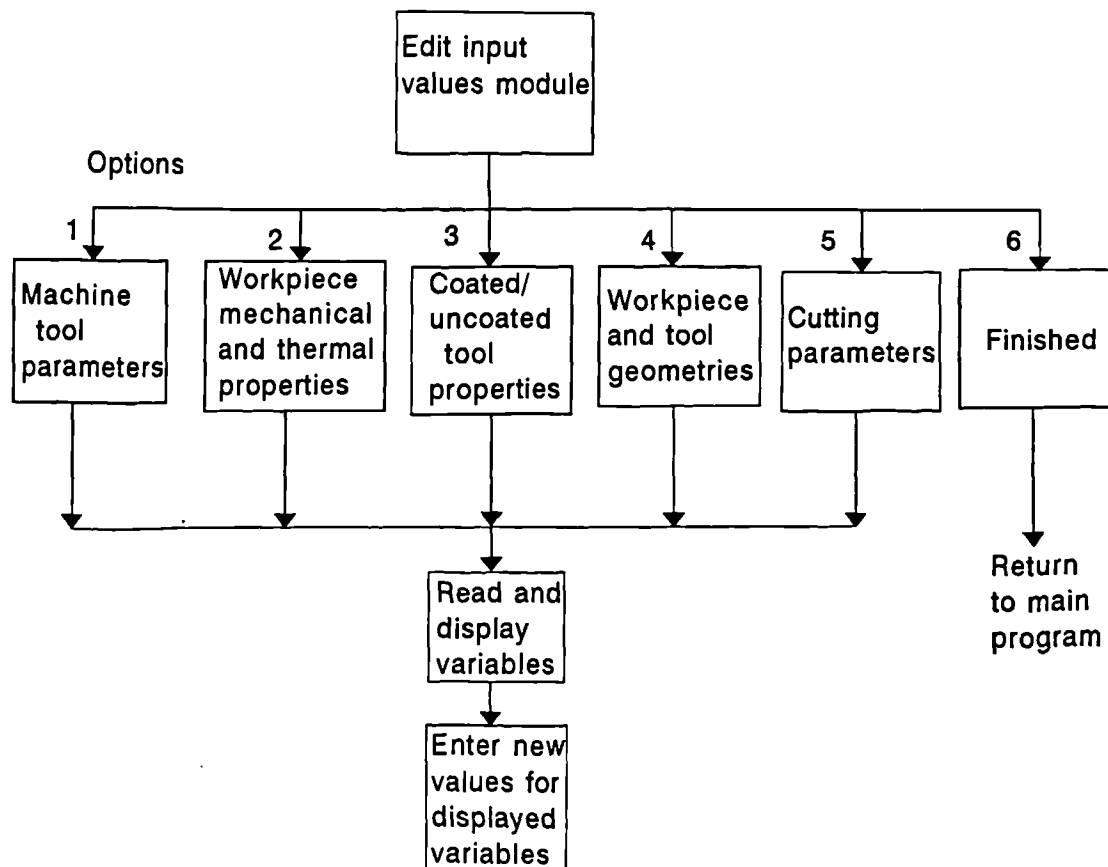 Edit input
values module
Options
1
2
3
4
5
6
Machine
tool
parameters
Workpiece
mechanical
and thermal
properties
Coated/
uncoated
tool
properties
Workpiece
and tool
geometries
Cutting
parameters
Finished
Read and
display
variables
Return
to main
program
Enter new
values for
displayed
variables